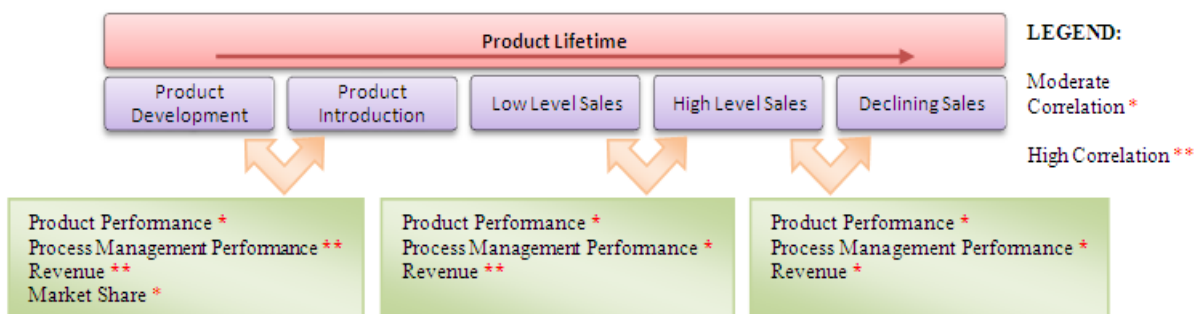 Product Lifetime
LEGEND:
Product
Development
Product
Introduction
Low Level Sales
High Level Sales
Declining Sales
Moderate
Correlation *
High Correlation **
Product Performance *
Process Management Performance **
Revenue **
Market Share *
Product Performance *
Process Management Performance *
Revenue **
Product Performance *
Process Management Performance *
Revenue *